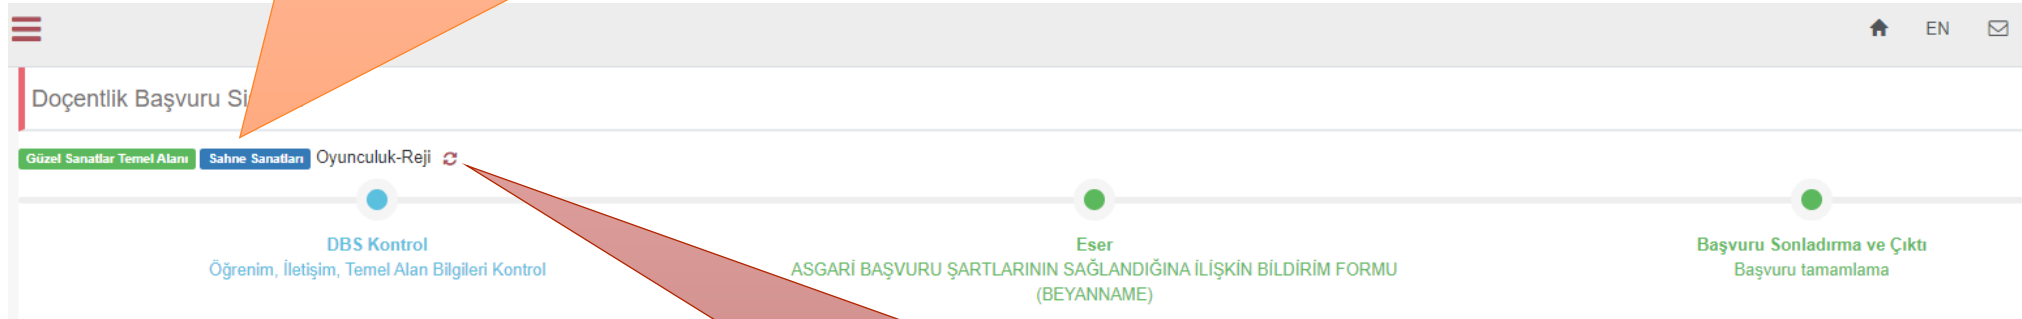 EN
Doçentlik Başvuru
Güzel Sanatlar Temel Alanı Sahne Sanatları Oyunculuk-Reji
DBS Kontrol
Öğrenim, İletişim, Temel Alan Bilgileri Kontrol
Eser
ASGARİ BAŞVURU ŞARTLARININ SAĞLANDIĞINA İLİŞKİN BİLDİRİM FORMU
(BEYANNAME)
Başvuru Sonladırma ve Çıktı
Başvuru tamamlama